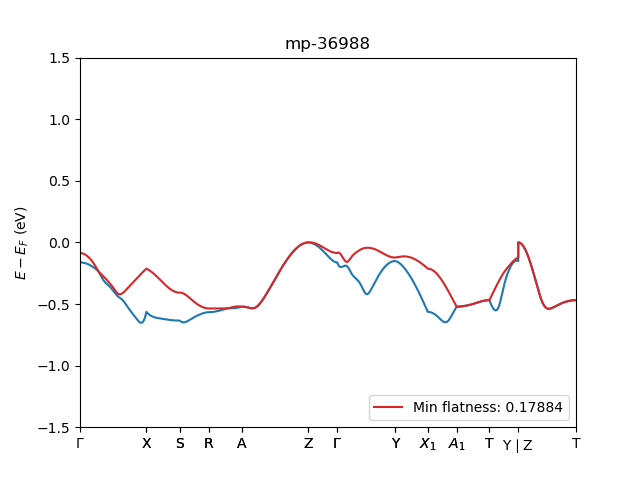 mp-36988
E − E_F (eV)
1.5
1.0
0.5
0.0
−0.5
−1.0
−1.5
Min flatness: 0.17884
Γ X S R A Z Γ Y X₁ A₁ T Y | Z T